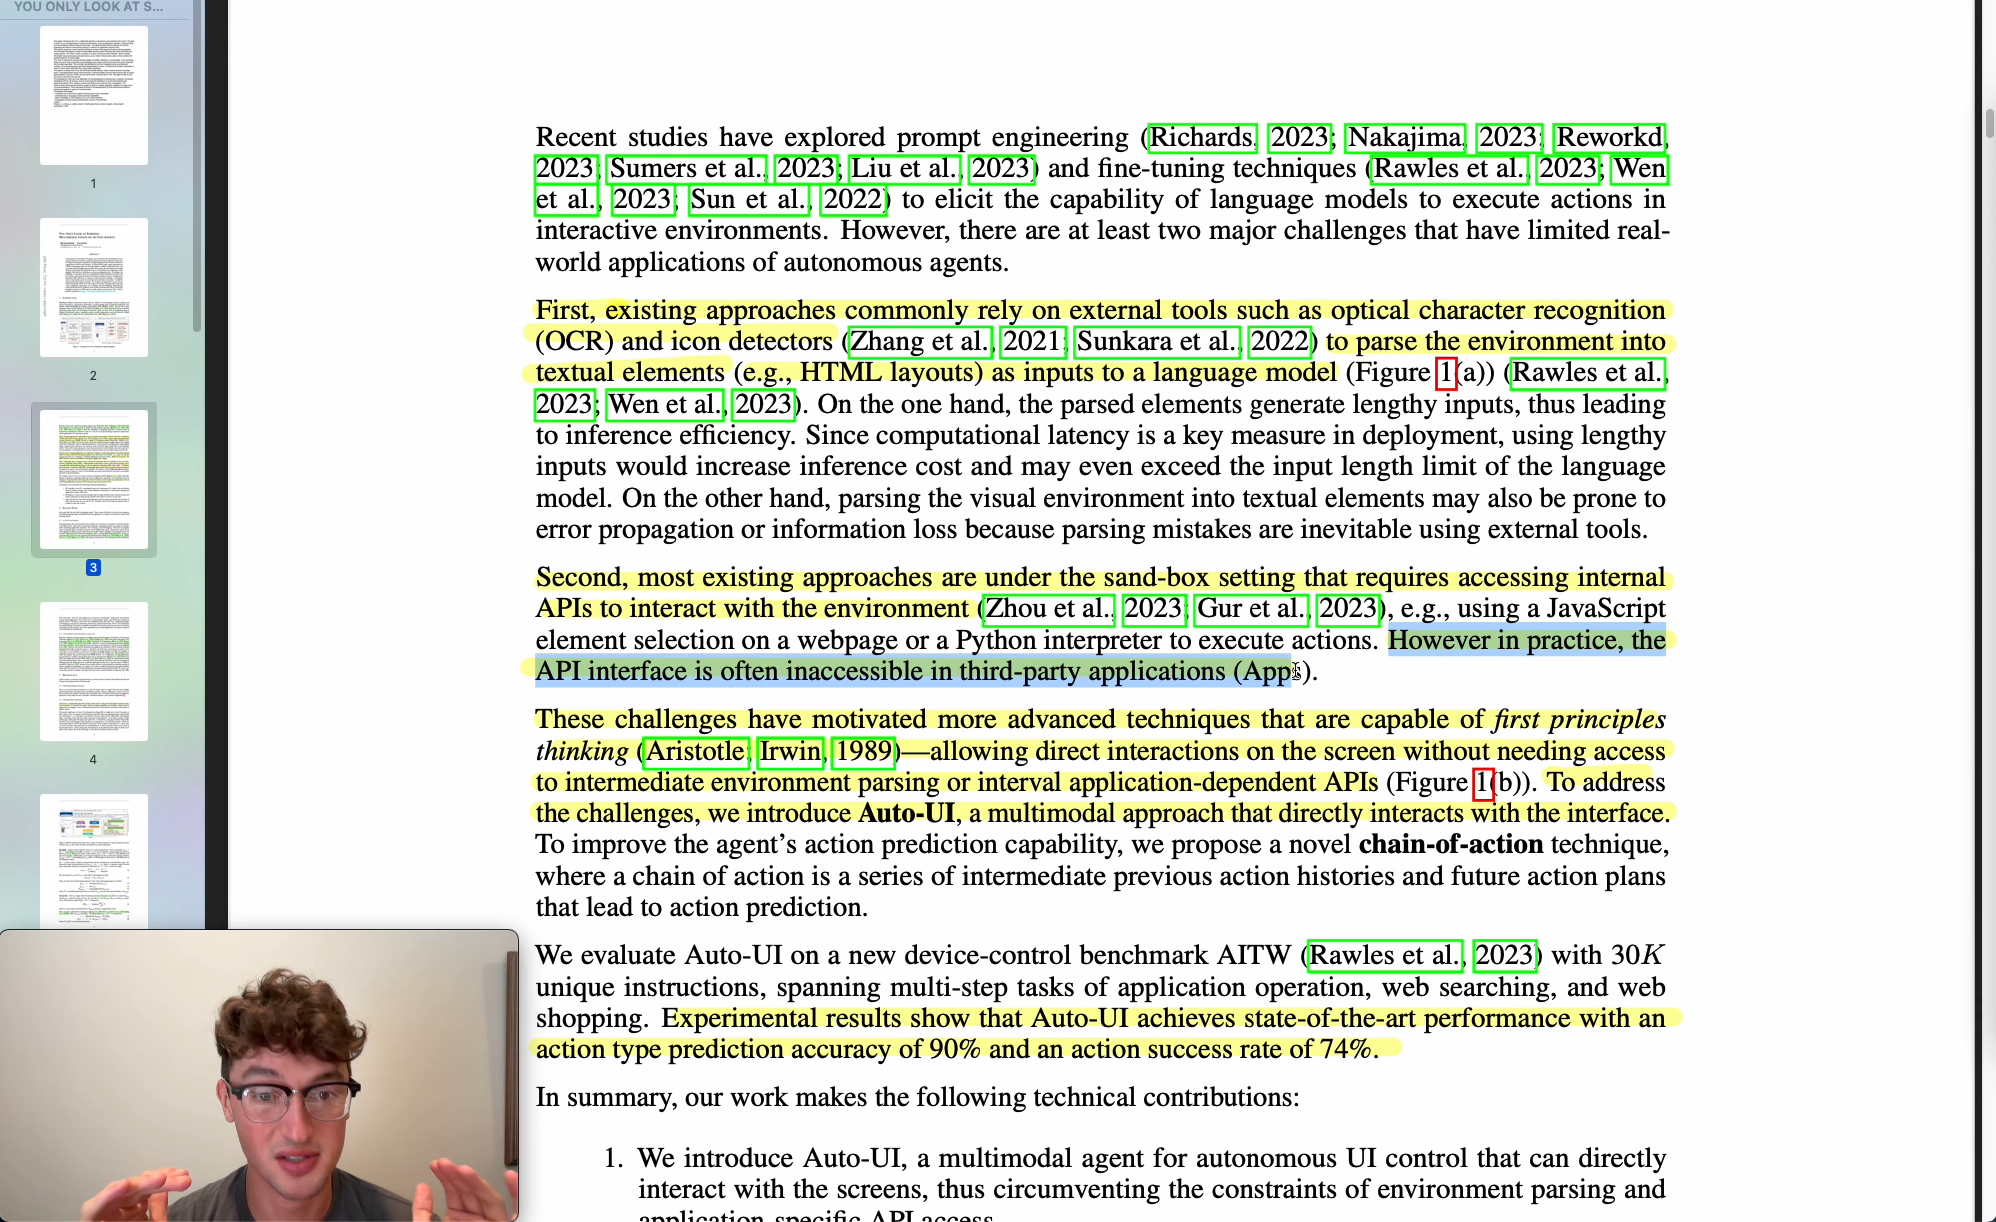 YOU ONLY LOOK AT S...
1
2
3
4
Recent studies have explored prompt engineering (Richards, 2023; Nakajima, 2023; Reworkd,
2023; Sumers et al., 2023; Liu et al., 2023) and fine-tuning techniques (Rawles et al., 2023; Wen
et al., 2023; Sun et al., 2022) to elicit the capability of language models to execute actions in
interactive environments. However, there are at least two major challenges that have limited real-
world applications of autonomous agents.
First, existing approaches commonly rely on external tools such as optical character recognition
(OCR) and icon detectors (Zhang et al., 2021; Sunkara et al., 2022) to parse the environment into
textual elements (e.g., HTML layouts) as inputs to a language model (Figure 1(a)) (Rawles et al.,
2023; Wen et al., 2023). On the one hand, the parsed elements generate lengthy inputs, thus leading
to inference efficiency. Since computational latency is a key measure in deployment, using lengthy
inputs would increase inference cost and may even exceed the input length limit of the language
model. On the other hand, parsing the visual environment into textual elements may also be prone to
error propagation or information loss because parsing mistakes are inevitable using external tools.
Second, most existing approaches are under the sand-box setting that requires accessing internal
APIs to interact with the environment (Zhou et al., 2023; Gur et al., 2023), e.g., using a JavaScript
element selection on a webpage or a Python interpreter to execute actions. However in practice, the
API interface is often inaccessible in third-party applications (Apps).
These challenges have motivated more advanced techniques that are capable of first principles
thinking (Aristotle; Irwin, 1989)—allowing direct interactions on the screen without needing access
to intermediate environment parsing or interval application-dependent APIs (Figure 1(b)). To address
the challenges, we introduce Auto-UI, a multimodal approach that directly interacts with the interface.
To improve the agent's action prediction capability, we propose a novel chain-of-action technique,
where a chain of action is a series of intermediate previous action histories and future action plans
that lead to action prediction.
We evaluate Auto-UI on a new device-control benchmark AITW (Rawles et al., 2023) with 30K
unique instructions, spanning multi-step tasks of application operation, web searching, and web
shopping. Experimental results show that Auto-UI achieves state-of-the-art performance with an
action type prediction accuracy of 90% and an action success rate of 74%.
In summary, our work makes the following technical contributions:
1. We introduce Auto-UI, a multimodal agent for autonomous UI control that can directly
interact with the screens, thus circumventing the constraints of environment parsing and
application-specific API access.